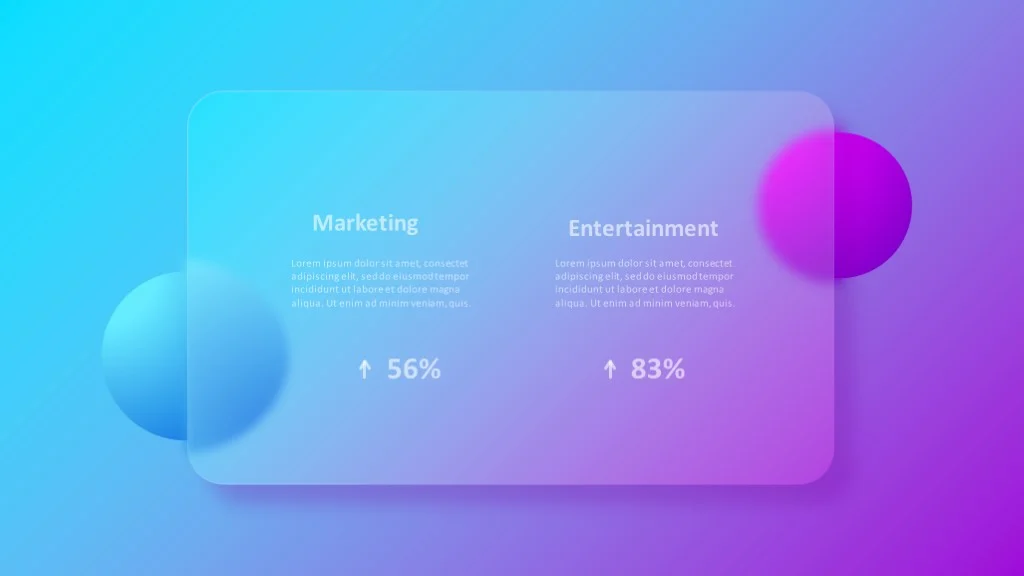 Marketing
Lorem ipsum dolor sit amet, consectet
adipiscing elit, sed do eiusmod tempor
incididunt ut labore et dolore magna
aliqua. Ut enim ad minim veniam, quis.
↑ 56%
Entertainment
Lorem ipsum dolor sit amet, consectet
adipiscing elit, sed do eiusmod tempor
incididunt ut labore et dolore magna
aliqua. Ut enim ad minim veniam, quis.
↑ 83%